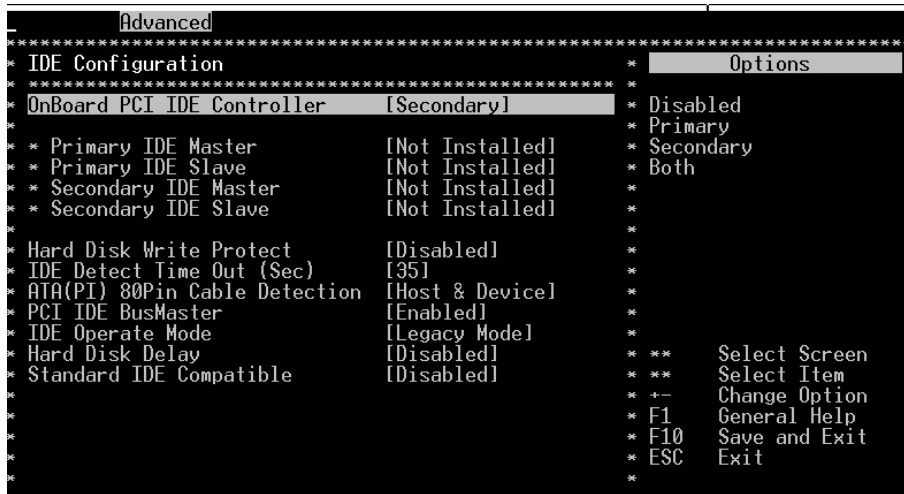 Advanced
********************************************************************************
* IDE Configuration * Options
* ***************************************************** *
* OnBoard PCI IDE Controller [Secondary] * Disabled
* * Primary
* * Primary IDE Master [Not Installed] * Secondary
* * Primary IDE Slave [Not Installed] * Both
* * Secondary IDE Master [Not Installed] *
* * Secondary IDE Slave [Not Installed] *
* *
* Hard Disk Write Protect [Disabled] *
* IDE Detect Time Out (Sec) [35] *
* ATA(PI) 80Pin Cable Detection [Host & Device] *
* PCI IDE BusMaster [Enabled] *
* IDE Operate Mode [Legacy Mode] *
* Hard Disk Delay [Disabled] * ** Select Screen
* Standard IDE Compatible [Disabled] * ** Select Item
* * +- Change Option
* * F1 General Help
* * F10 Save and Exit
* * ESC Exit
* *